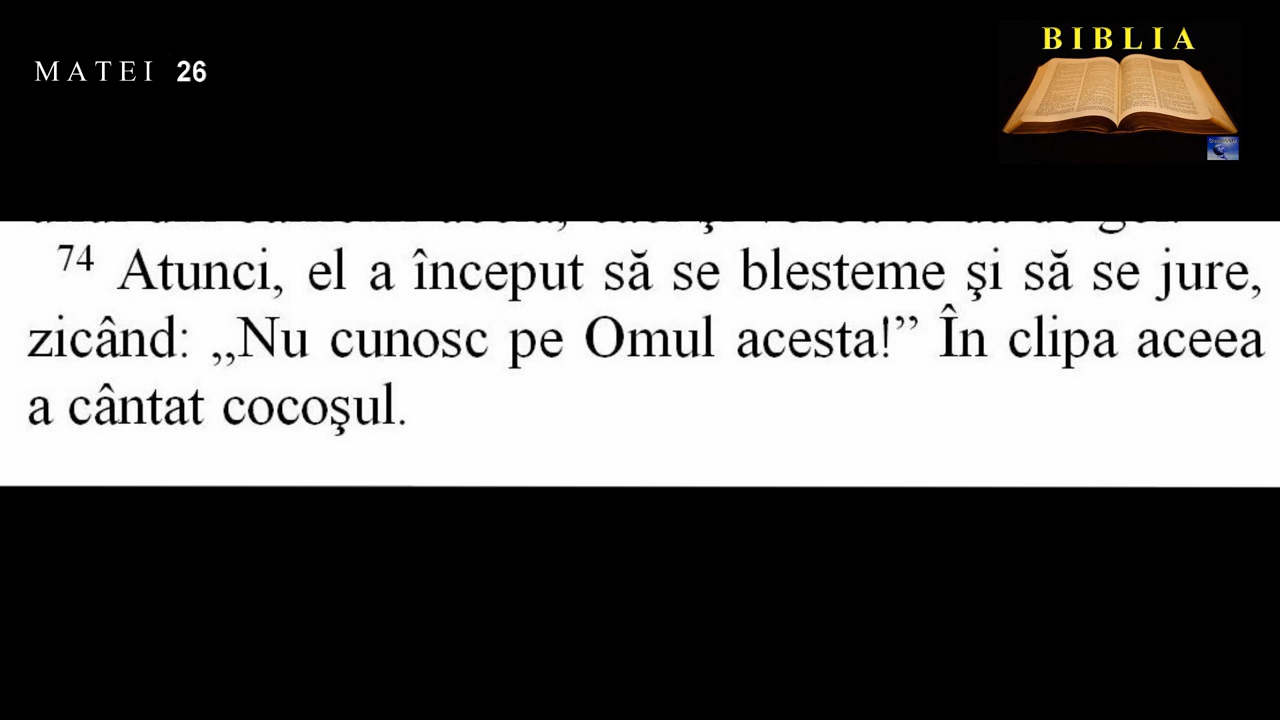 BIBLIA
MATEI 26
74 Atunci, el a început să se blesteme şi să se jure,
zicând: „Nu cunosc pe Omul acesta!” În clipa aceea
a cântat cocoşul.